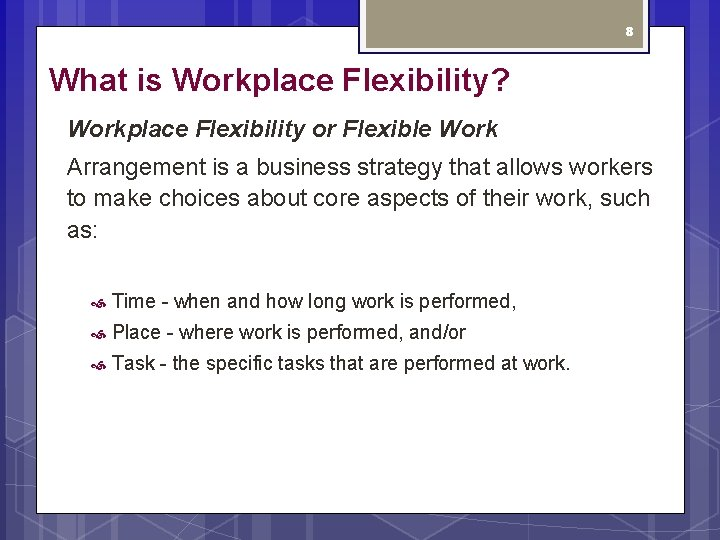 8
What is Workplace Flexibility?
Workplace Flexibility or Flexible Work
Arrangement is a business strategy that allows workers
to make choices about core aspects of their work, such
as:
Time - when and how long work is performed,
Place - where work is performed, and/or
Task - the specific tasks that are performed at work.